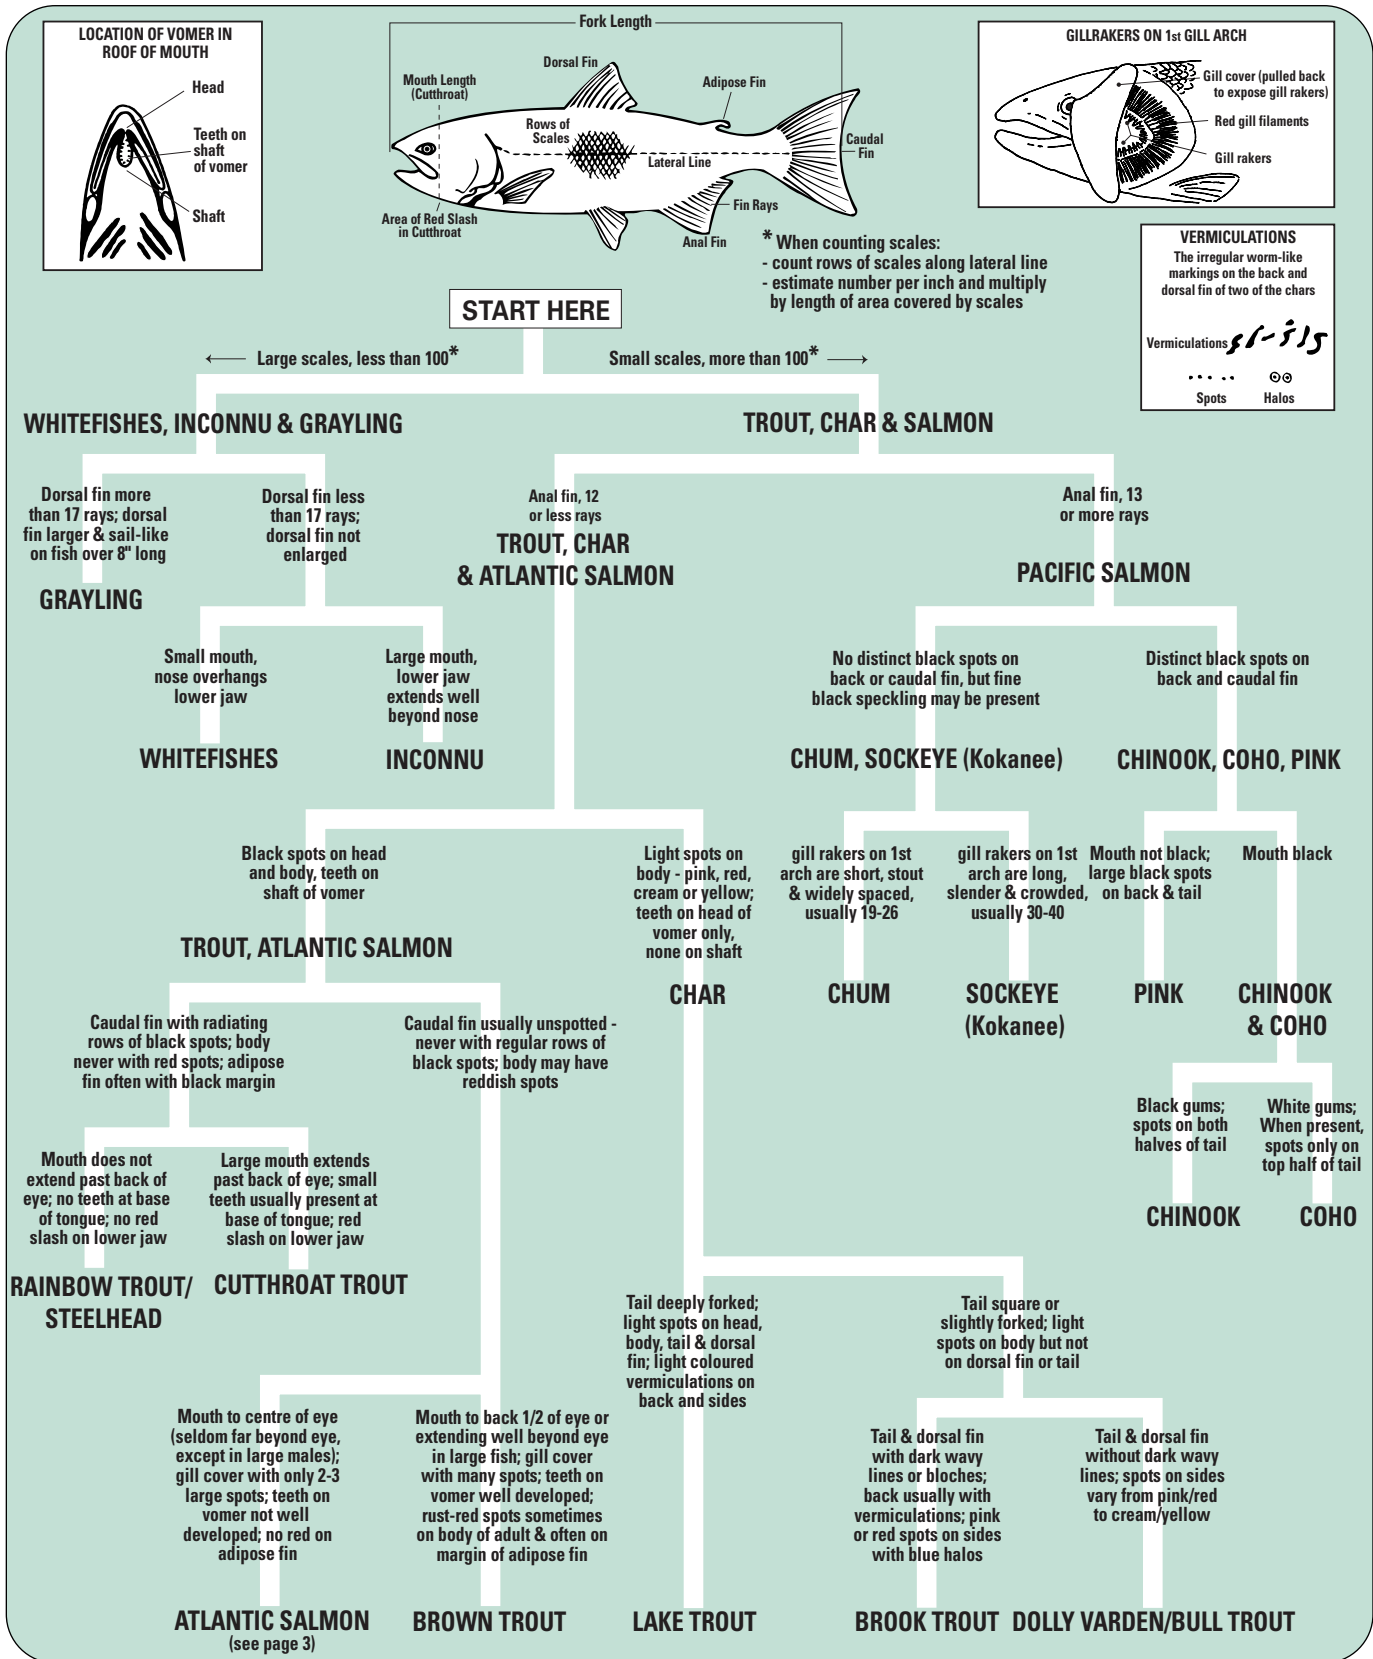 LOCATION OF VOMER IN
ROOF OF MOUTH
Head
Teeth on
shaft
of vomer
Shaft
Fork Length
Dorsal Fin
Mouth Length
(Cutthroat)
Adipose Fin
Rows of
Scales
Caudal
Fin
Lateral Line
Fin Rays
Area of Red Slash
in Cutthroat
Anal Fin
* When counting scales:
- count rows of scales along lateral line
- estimate number per inch and multiply
by length of area covered by scales
GILLRAKERS ON 1st GILL ARCH
Gill cover (pulled back
to expose gill rakers)
Red gill filaments
Gill rakers
VERMICULATIONS
The irregular worm-like
markings on the back and
dorsal fin of two of the chars
Vermiculations
Spots
Halos
START HERE
← Large scales, less than 100*
Small scales, more than 100* →
WHITEFISHES, INCONNU & GRAYLING
TROUT, CHAR & SALMON
Dorsal fin more
than 17 rays; dorsal
fin larger & sail-like
on fish over 8" long
GRAYLING
Dorsal fin less
than 17 rays;
dorsal fin not
enlarged
Anal fin, 12
or less rays
TROUT, CHAR
& ATLANTIC SALMON
Anal fin, 13
or more rays
PACIFIC SALMON
Small mouth,
nose overhangs
lower jaw
WHITEFISHES
Large mouth,
lower jaw
extends well
beyond nose
INCONNU
No distinct black spots on
back or caudal fin, but fine
black speckling may be present
CHUM, SOCKEYE (Kokanee)
Distinct black spots on
back and caudal fin
CHINOOK, COHO, PINK
Black spots on head
and body, teeth on
shaft of vomer
TROUT, ATLANTIC SALMON
Light spots on
body - pink, red,
cream or yellow;
teeth on head of
vomer only,
none on shaft
CHAR
gill rakers on 1st
arch are short, stout
& widely spaced,
usually 19-26
CHUM
gill rakers on 1st
arch are long,
slender & crowded,
usually 30-40
SOCKEYE
(Kokanee)
Mouth not black;
large black spots
on back & tail
PINK
Mouth black
CHINOOK
& COHO
Caudal fin with radiating
rows of black spots; body
never with red spots; adipose
fin often with black margin
Caudal fin usually unspotted -
never with regular rows of
black spots; body may have
reddish spots
Black gums;
spots on both
halves of tail
CHINOOK
White gums;
When present,
spots only on
top half of tail
COHO
Mouth does not
extend past back of
eye; no teeth at base
of tongue; no red
slash on lower jaw
RAINBOW TROUT/
STEELHEAD
Large mouth extends
past back of eye; small
teeth usually present at
base of tongue; red
slash on lower jaw
CUTTHROAT TROUT
Tail deeply forked;
light spots on head,
body, tail & dorsal
fin; light coloured
vermiculations on
back and sides
Tail square or
slightly forked; light
spots on body but not
on dorsal fin or tail
Mouth to centre of eye
(seldom far beyond eye,
except in large males);
gill cover with only 2-3
large spots; teeth on
vomer not well
developed; no red on
adipose fin
ATLANTIC SALMON
(see page 3)
Mouth to back 1/2 of eye or
extending well beyond eye
in large fish; gill cover
with many spots; teeth on
vomer well developed;
rust-red spots sometimes
on body of adult & often on
margin of adipose fin
BROWN TROUT
LAKE TROUT
Tail & dorsal fin
with dark wavy
lines or bloches;
back usually with
vermiculations; pink
or red spots on sides
with blue halos
BROOK TROUT
Tail & dorsal fin
without dark wavy
lines; spots on sides
vary from pink/red
to cream/yellow
DOLLY VARDEN/BULL TROUT